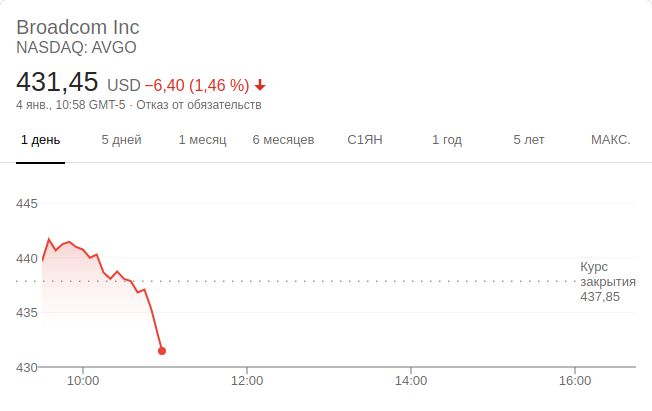 Broadcom Inc
NASDAQ: AVGO
431,45 USD −6,40 (1,46 %)
4 янв., 10:58 GMT-5 · Отказ от обязательств
1 день 5 дней 1 месяц 6 месяцев С1ЯН 1 год 5 лет МАКС.
445
440
435
430
Курс
закрытия
437,85
10:00 12:00 14:00 16:00